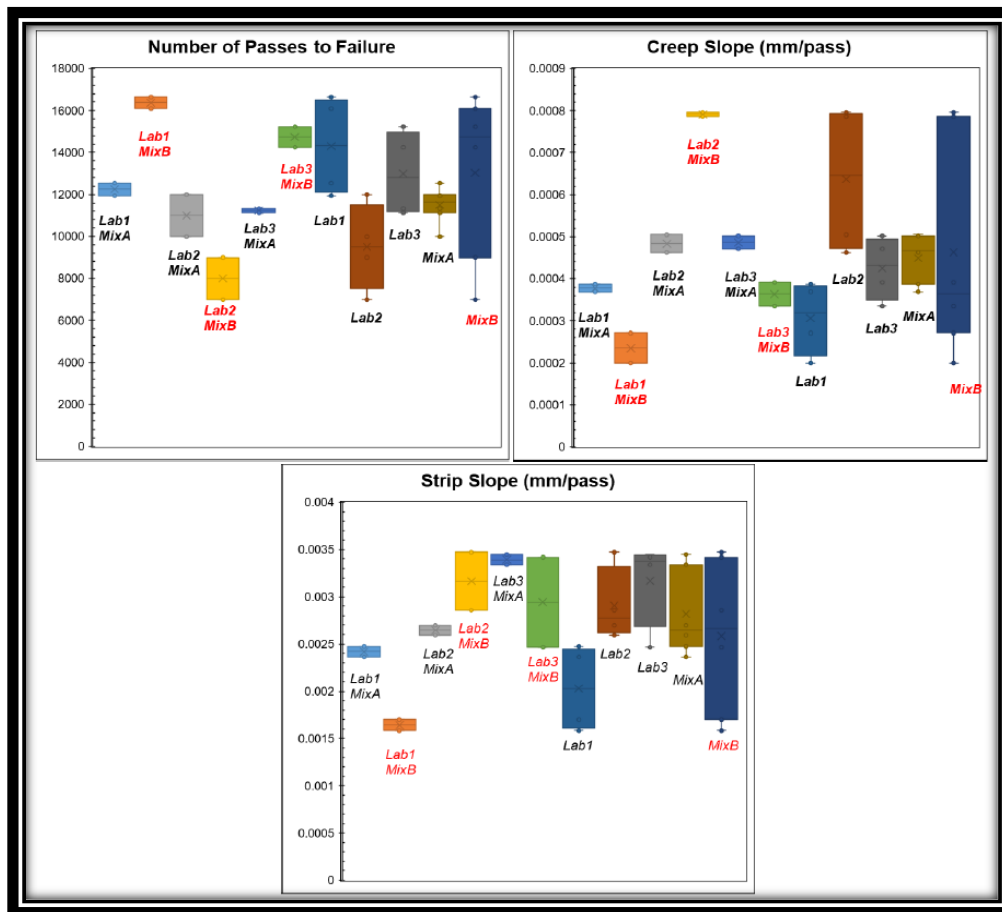 Number of Passes to Failure
18000
16000
14000
12000
10000
8000
6000
4000
2000
0
Lab1
MixA
Lab1
MixB
Lab2
MixA
Lab2
MixB
Lab3
MixA
Lab3
MixB
Lab1
Lab2
Lab3
MixA
MixB
Creep Slope (mm/pass)
0.0009
0.0008
0.0007
0.0006
0.0005
0.0004
0.0003
0.0002
0.0001
0
Lab1
MixA
Lab1
MixB
Lab2
MixA
Lab2
MixB
Lab3
MixA
Lab3
MixB
Lab1
Lab2
Lab3
MixA
MixB
Strip Slope (mm/pass)
0.004
0.0035
0.003
0.0025
0.002
0.0015
0.001
0.0005
0
Lab1
MixA
Lab1
MixB
Lab2
MixA
Lab2
MixB
Lab3
MixA
Lab3
MixB
Lab1
Lab2
Lab3
MixA
MixB